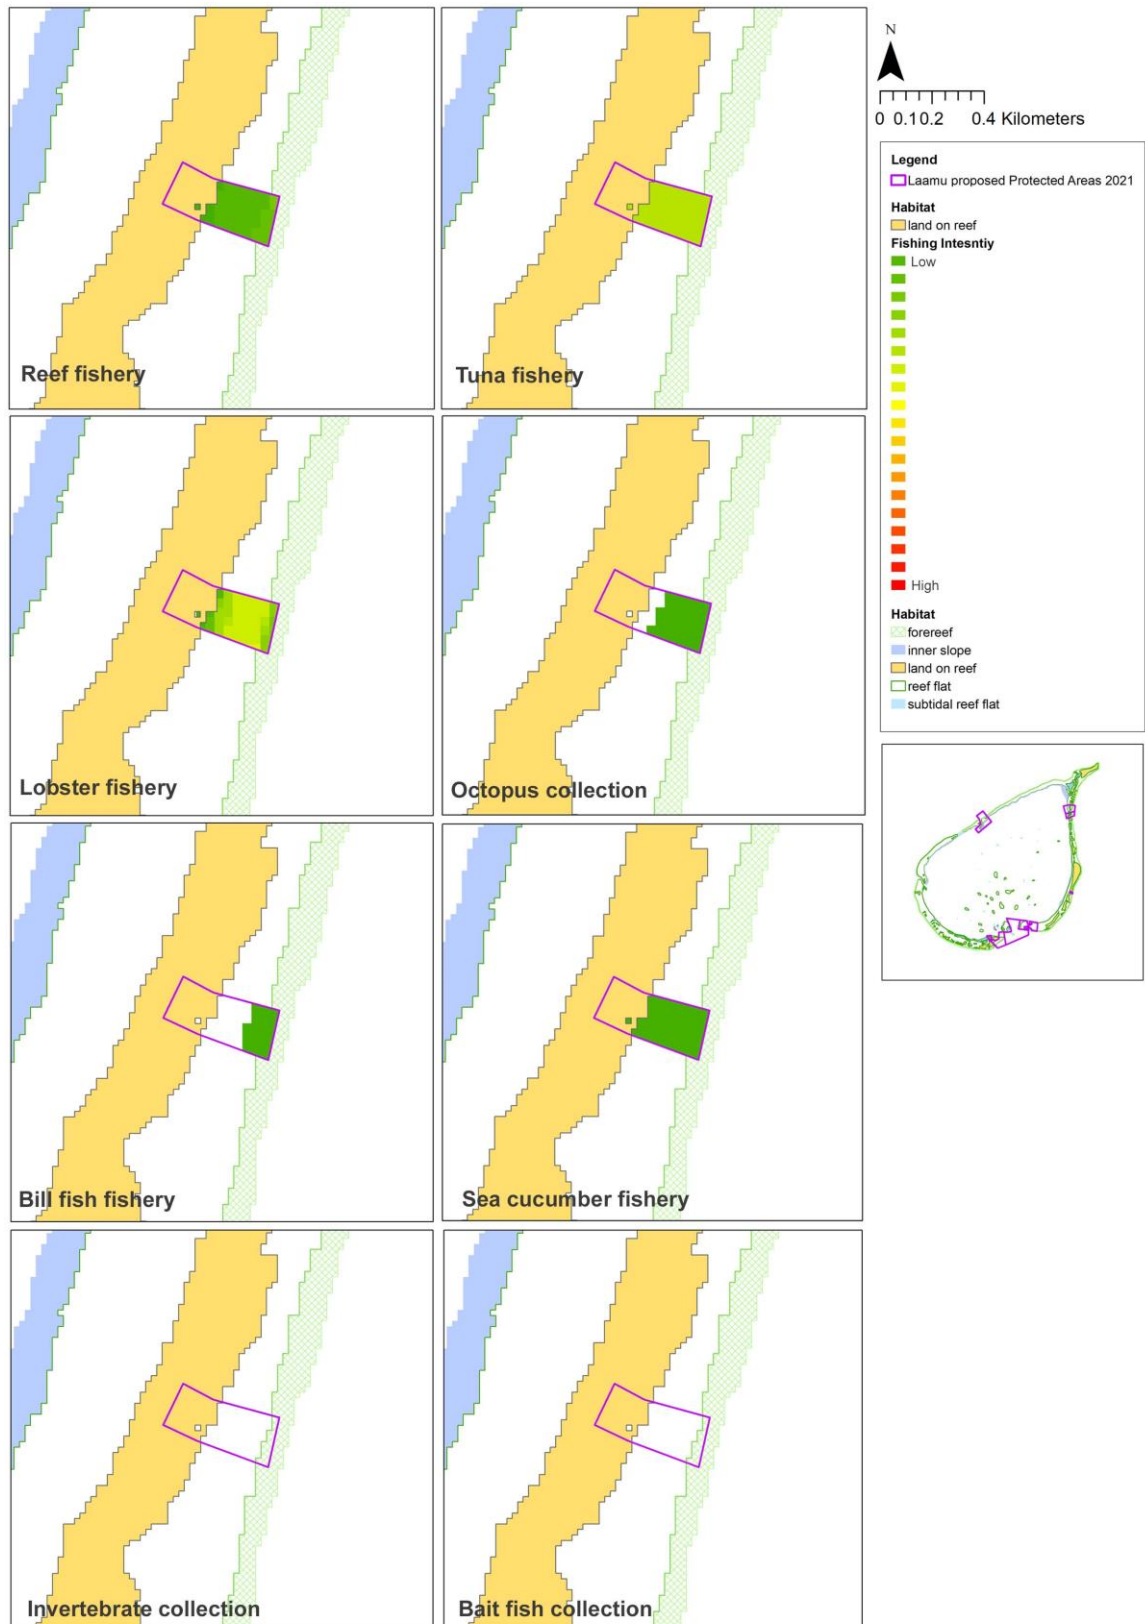 Reef fishery
Tuna fishery
Lobster fishery
Octopus collection
Bill fish fishery
Sea cucumber fishery
Invertebrate collection
Bait fish collection
N
0 0.10.2 0.4 Kilometers
Legend
Laamu proposed Protected Areas 2021
Habitat
land on reef
Fishing Intesntiy
Low
High
Habitat
forereef
inner slope
land on reef
reef flat
subtidal reef flat